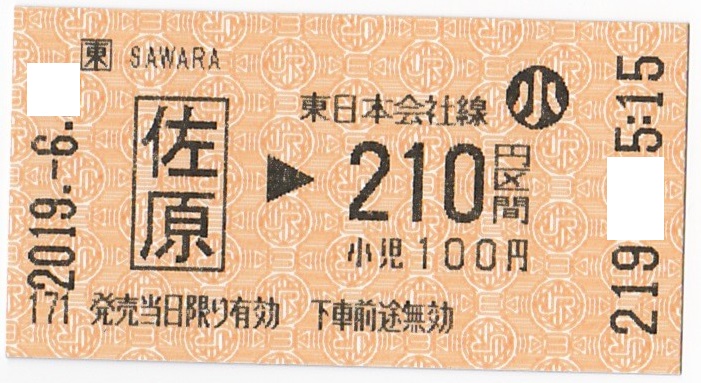 東 SAWARA
佐原
東日本会社線 小
▶ 210円区間
小児100円
171 発売当日限り有効 下車前途無効
2019.-6.
219
5:15